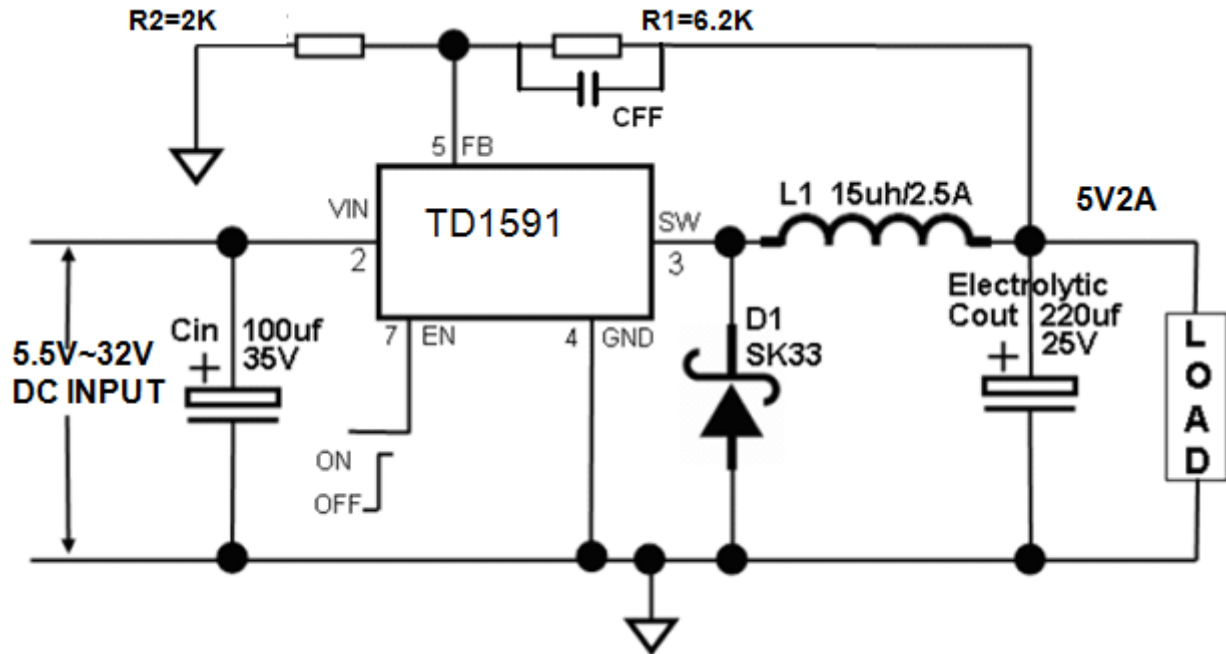 R2=2K
R1=6.2K
CFF
5 FB
VIN
TD1591
SW
2
3
L1 15uh/2.5A
5V2A
Cin 100uf
+ 35V
5.5V~32V
DC INPUT
7 EN
4 GND
D1
SK33
Electrolytic
Cout 220uf
+ 25V
LOAD
ON
OFF